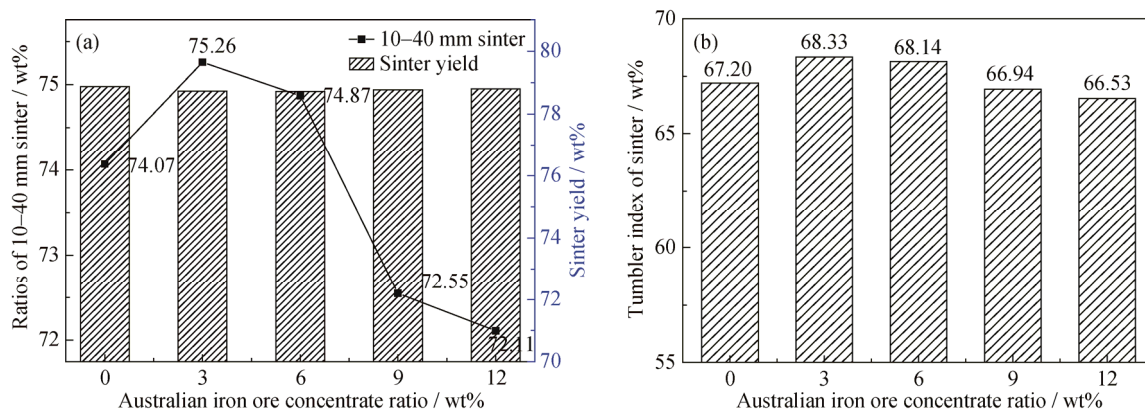 (a)
10–40 mm sinter
Sinter yield
75.26
74.87
74.07
72.55
72.11
75
74
73
72
Ratios of 10–40 mm sinter / wt%
80
78
76
74
72
70
Sinter yield / wt%
0 3 6 9 12
Australian iron ore concentrate ratio / wt%
(b)
67.20
68.33
68.14
66.94
66.53
70
65
60
55
Tumbler index of sinter / wt%
0 3 6 9 12
Australian iron ore concentrate ratio / wt%